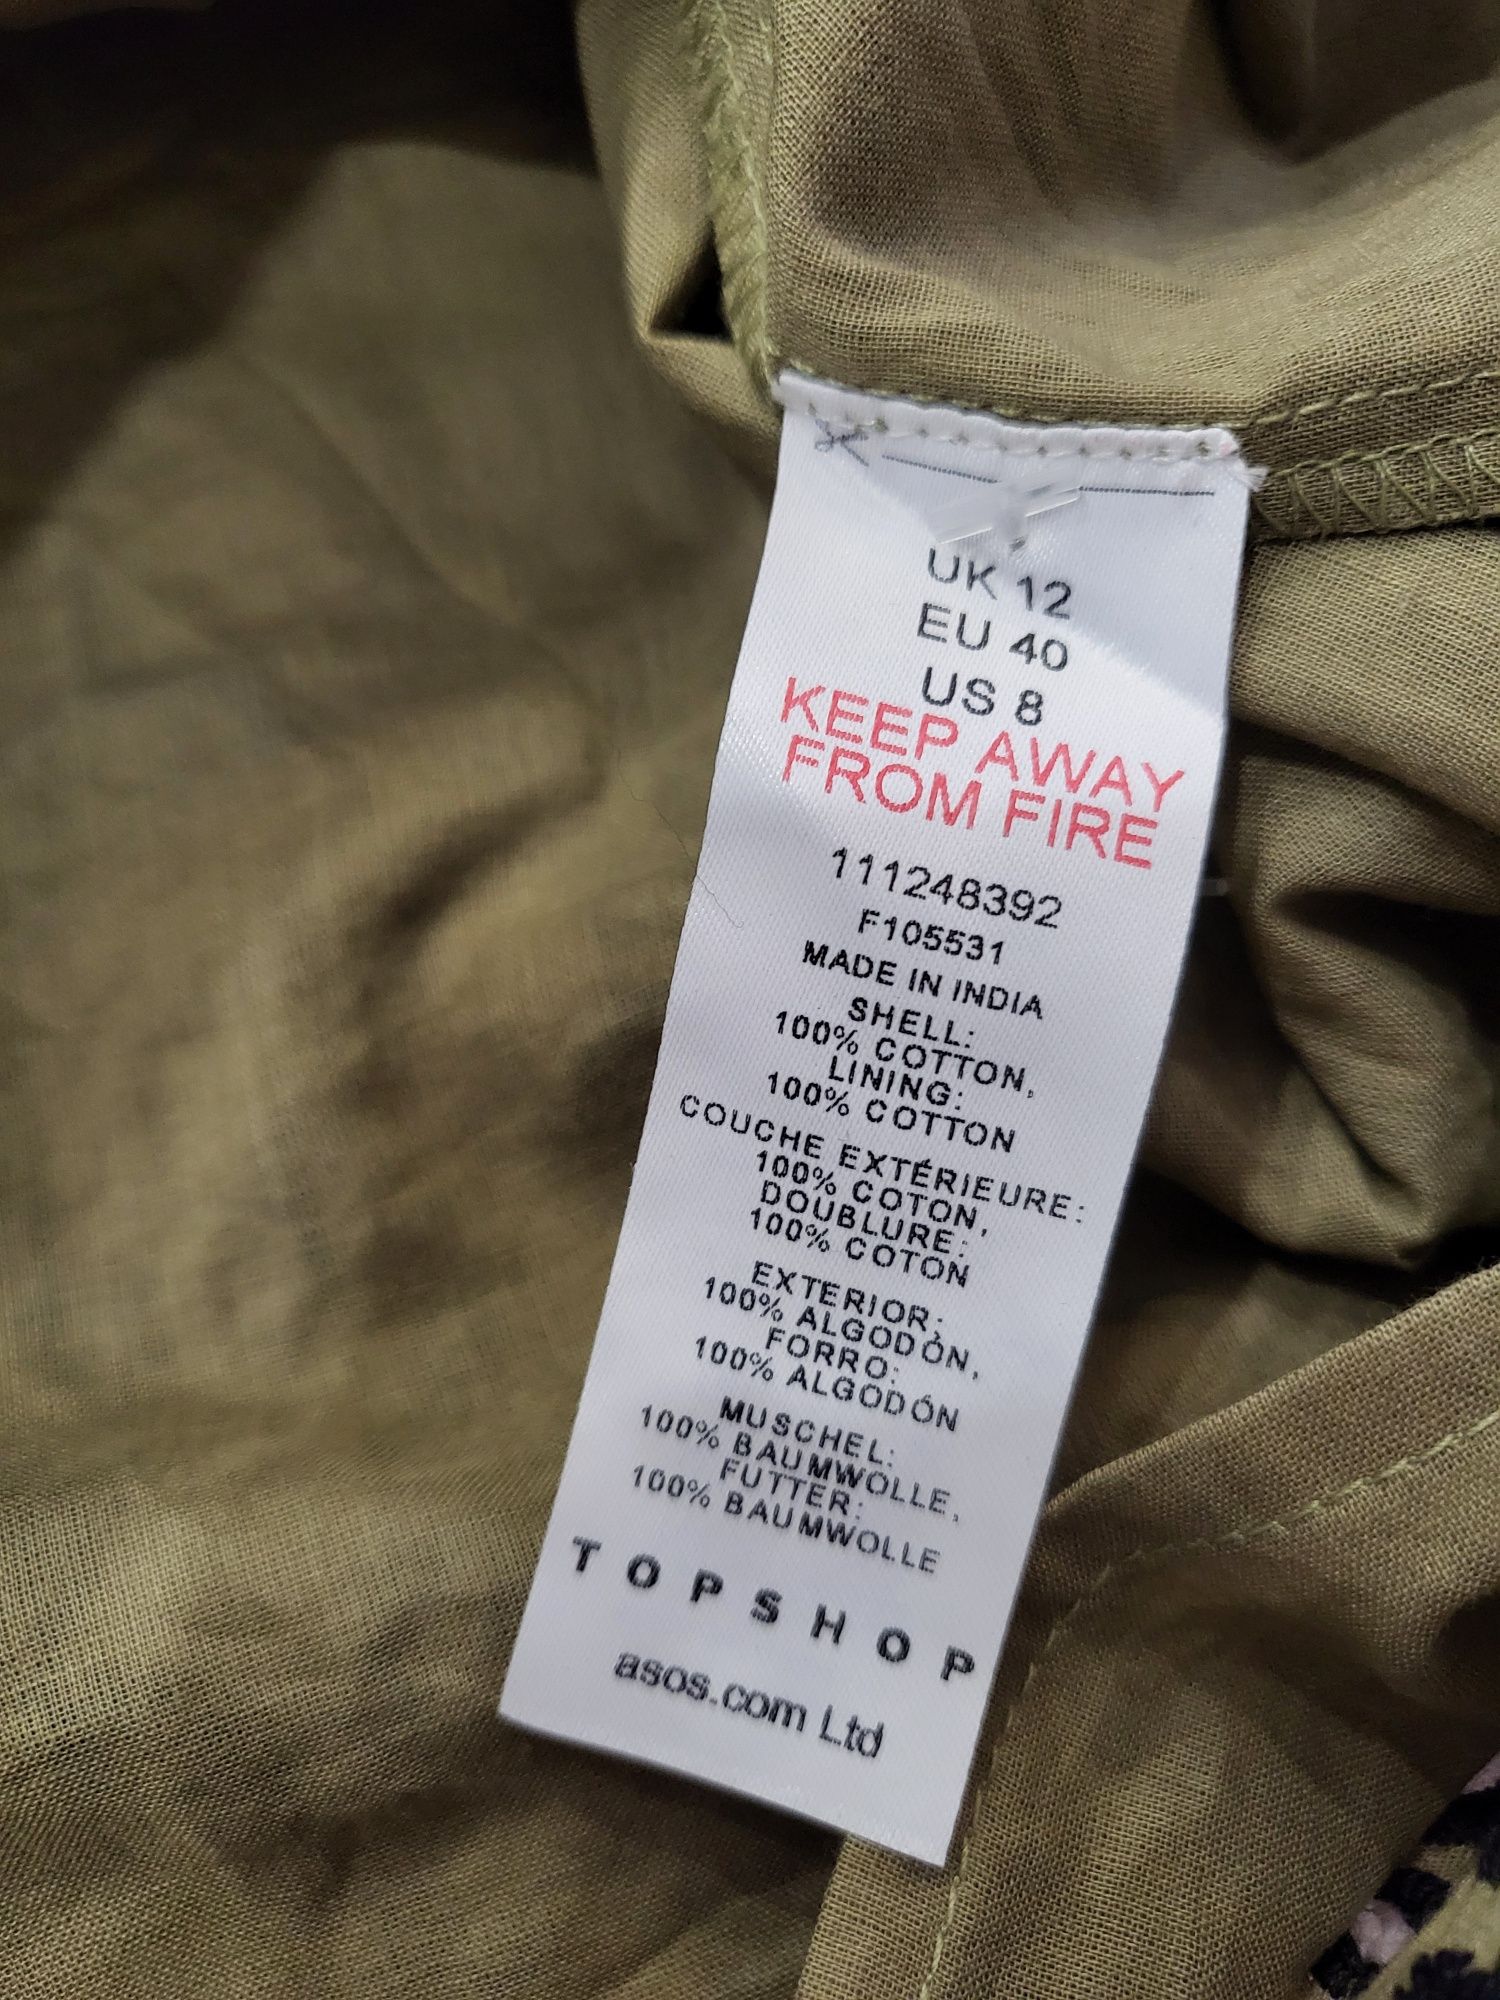 UK 12
EU 40
US 8
KEEP AWAY
FROM FIRE
111248392
F105531
MADE IN INDIA
SHELL:
100% COTTON,
LINING:
100% COTTON
COUCHE EXTÉRIEURE:
100% COTON,
DOUBLURE:
100% COTON
EXTERIOR:
100% ALGODÓN,
FORRO:
100% ALGODÓN
MUSCHEL:
100% BAUMWOLLE,
FUTTER:
100% BAUMWOLLE
TOPSHOP
asos.com Ltd